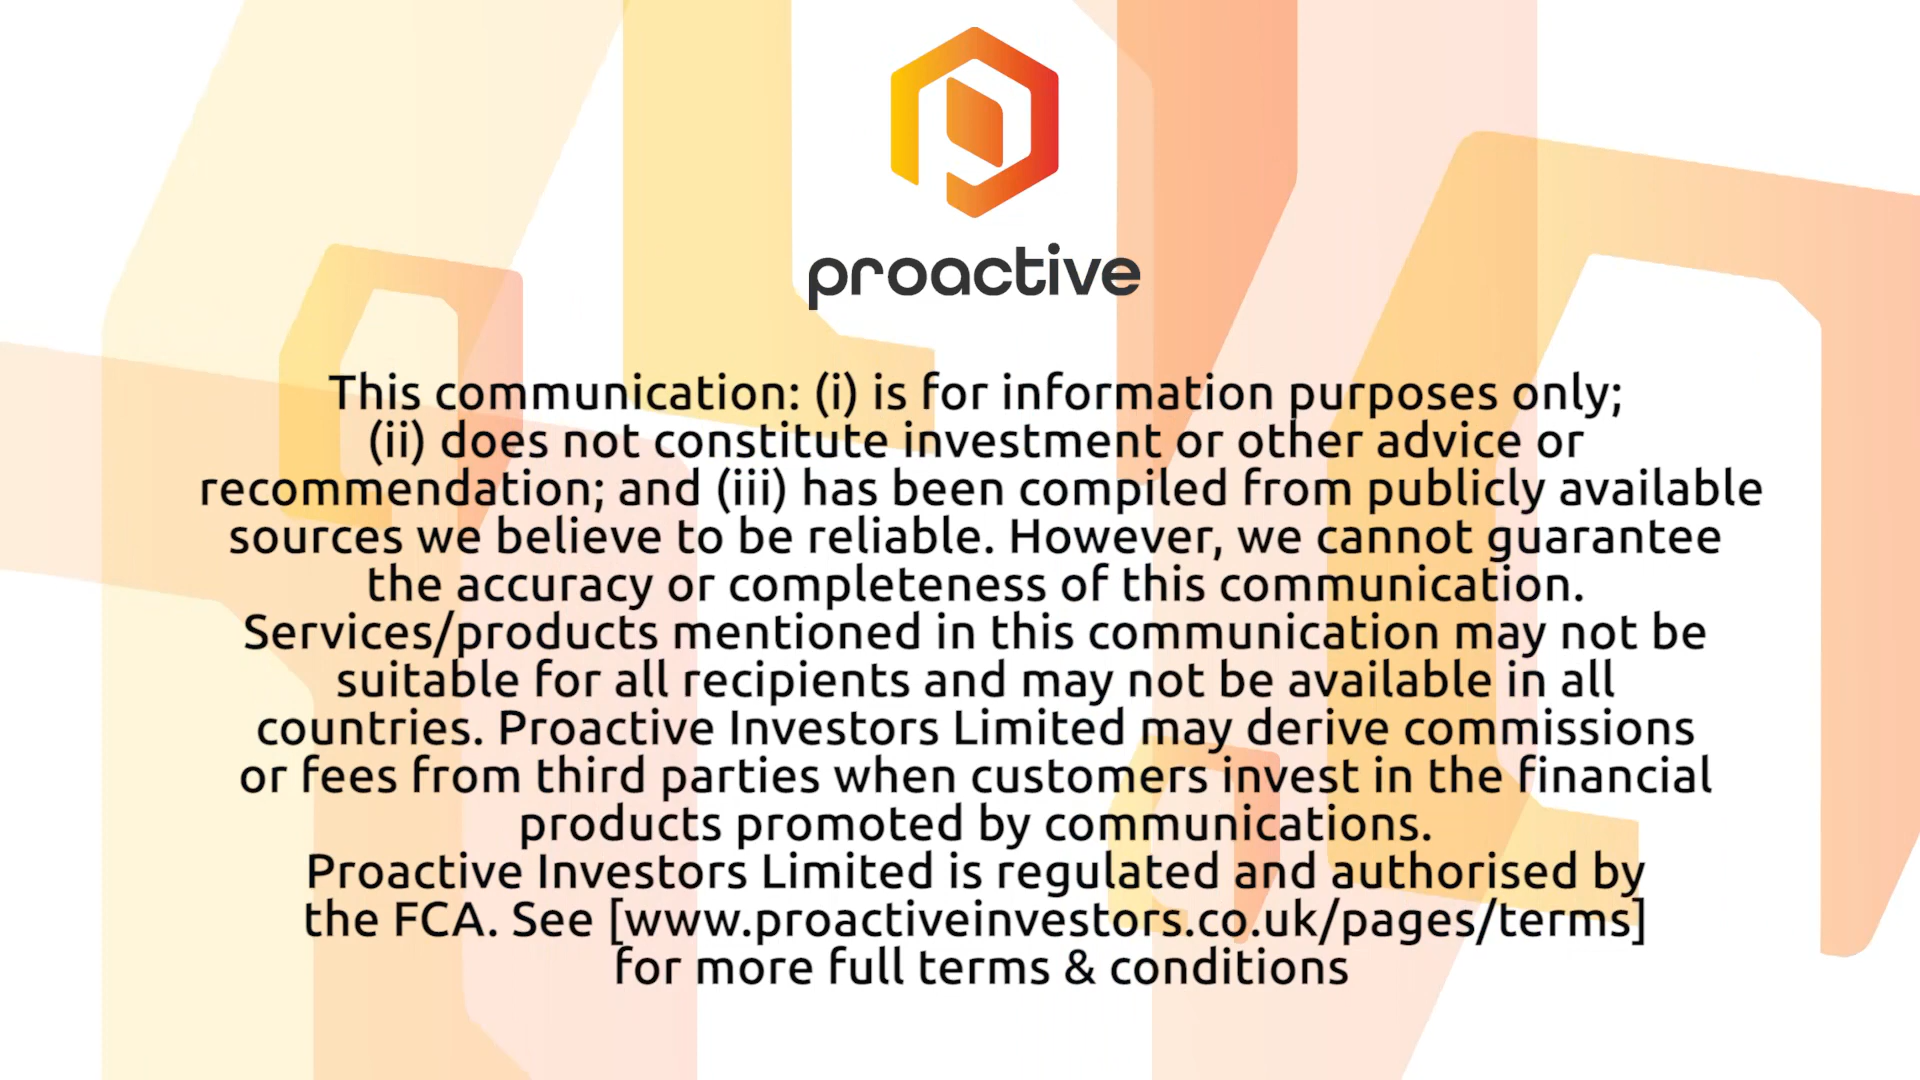 proactive
This communication: (i) is for information purposes only;
(ii) does not constitute investment or other advice or
recommendation; and (iii) has been compiled from publicly available
sources we believe to be reliable. However, we cannot guarantee
the accuracy or completeness of this communication.
Services/products mentioned in this communication may not be
suitable for all recipients and may not be available in all
countries. Proactive Investors Limited may derive commissions
or fees from third parties when customers invest in the financial
products promoted by communications.
Proactive Investors Limited is regulated and authorised by
the FCA. See [www.proactiveinvestors.co.uk/pages/terms]
for more full terms & conditions